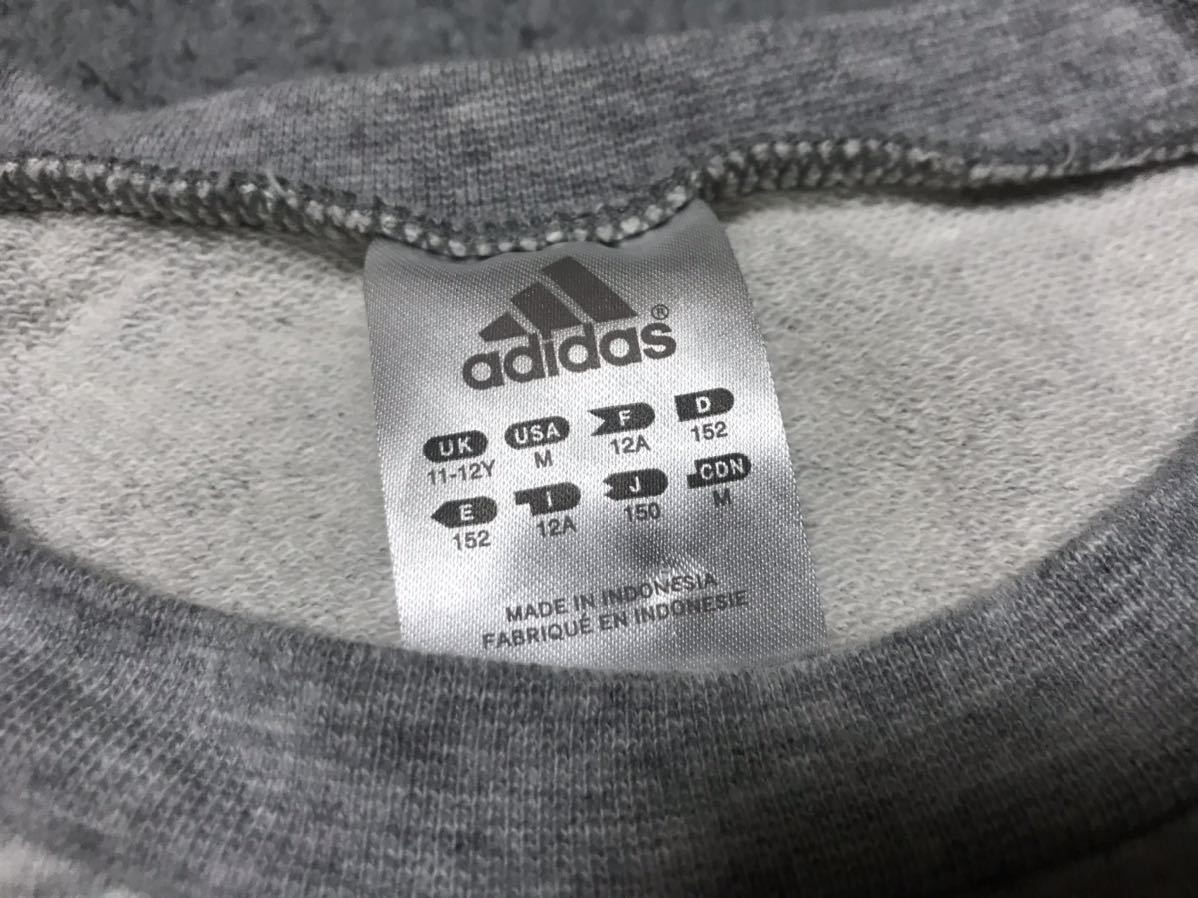 adidas®
UK USA F D
11-12Y M 12A 152
E I J CDN
152 12A 150 M
MADE IN INDONESIA
FABRIQUÉ EN INDONESIE